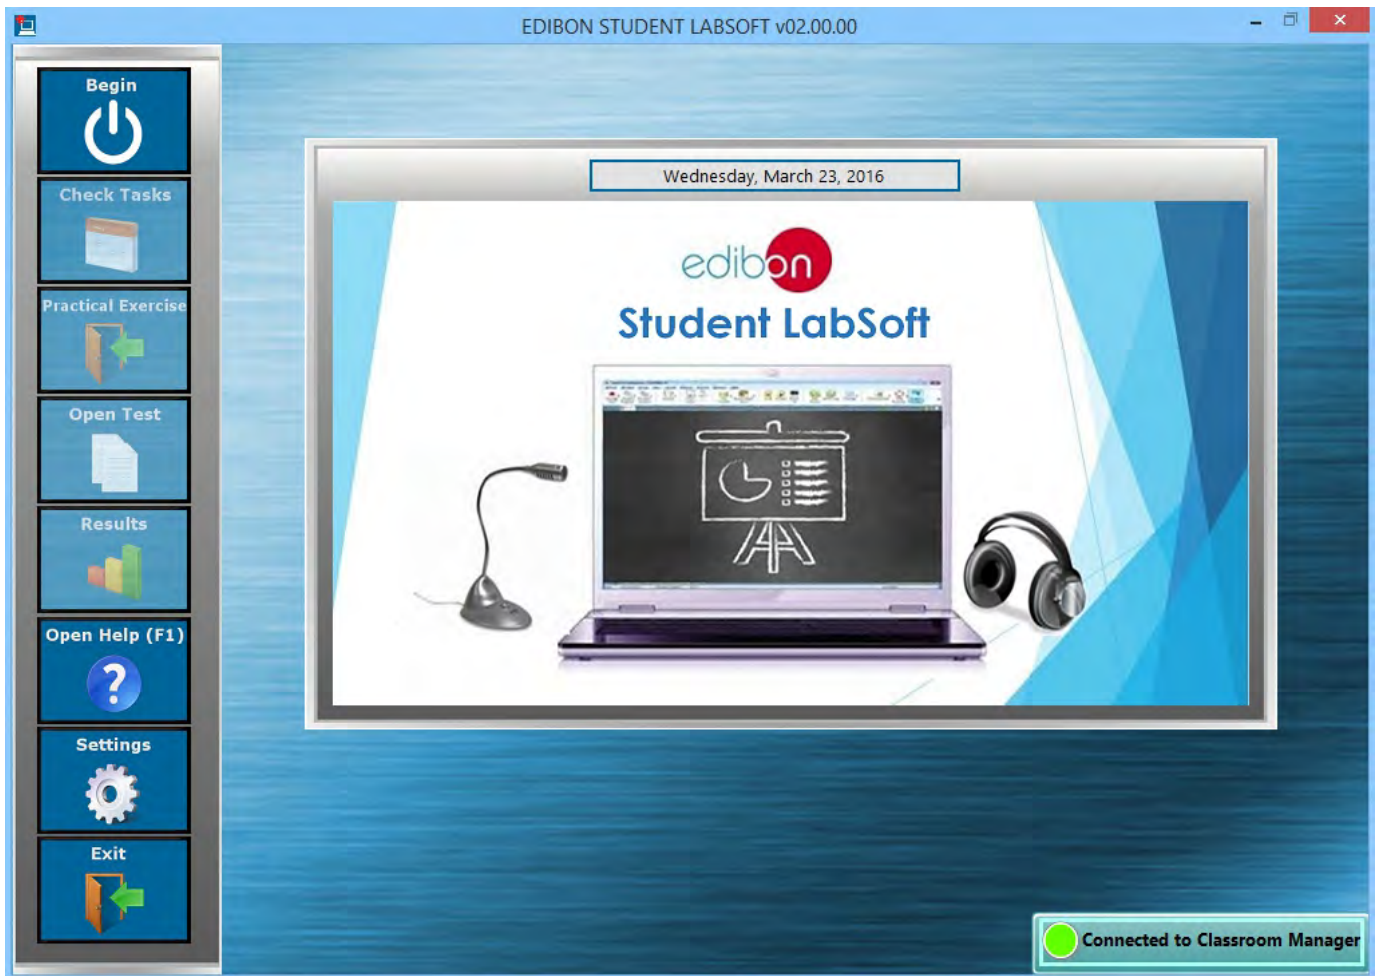 EDIBON STUDENT LABSOFT v02.00.00
Begin
Check Tasks
Practical Exercise
Open Test
Results
Open Help (F1)
?
Settings
Exit
Wednesday, March 23, 2016
edibon
Student LabSoft
Connected to Classroom Manager